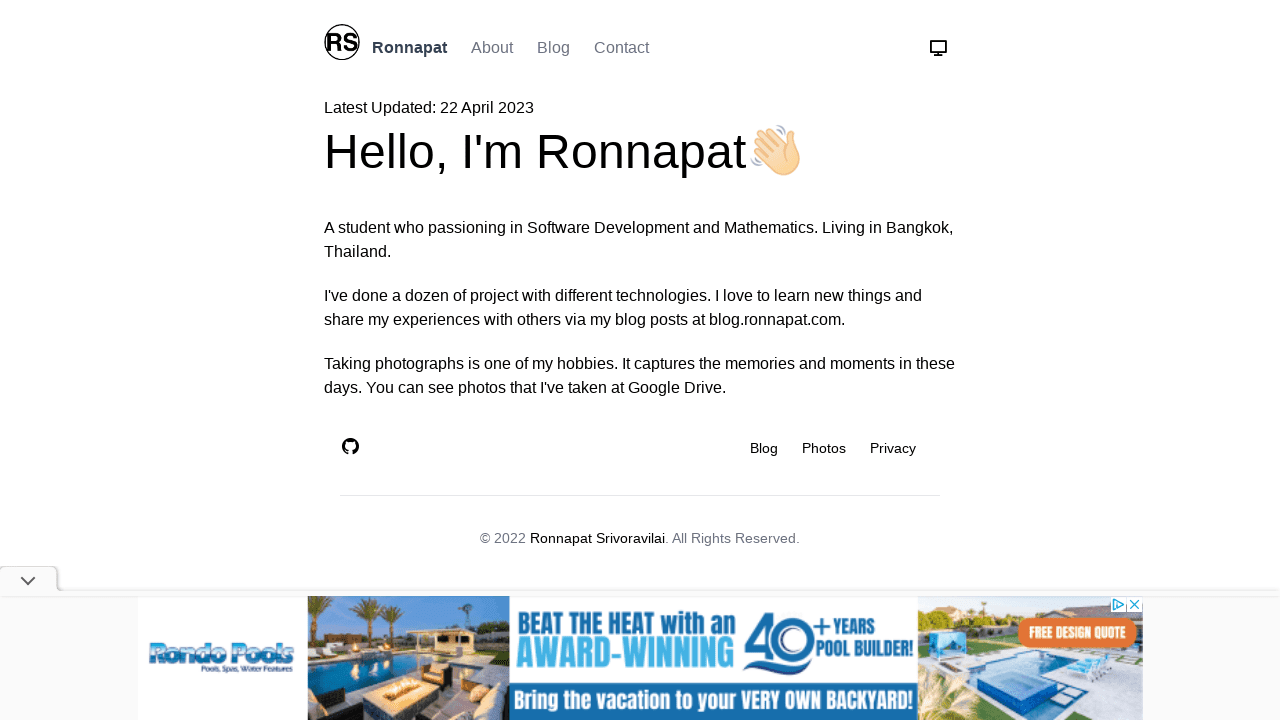 RS Ronnapat About Blog Contact
Latest Updated: 22 April 2023
Hello, I'm Ronnapat
A student who passioning in Software Development and Mathematics. Living in Bangkok,
Thailand.
I've done a dozen of project with different technologies. I love to learn new things and
share my experiences with others via my blog posts at blog.ronnapat.com.
Taking photographs is one of my hobbies. It captures the memories and moments in these
days. You can see photos that I've taken at Google Drive.
Blog Photos Privacy
© 2022 Ronnapat Srivoravilai. All Rights Reserved.
Rondo Pools
Pools, Spas, Water Features
BEAT THE HEAT with an
AWARD-WINNING
40+ YEARS
POOL BUILDER!
Bring the vacation to your VERY OWN BACKYARD!
FREE DESIGN QUOTE